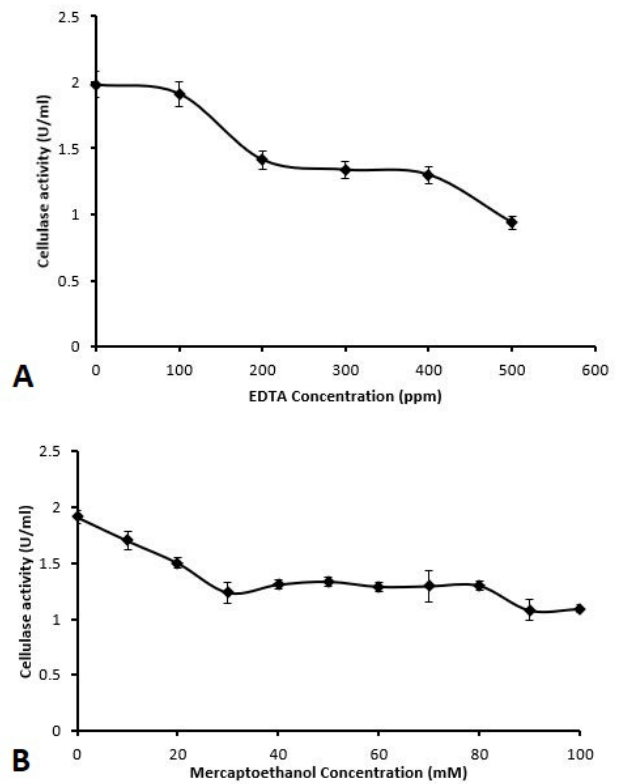 2.5
2
1.5
1
0.5
0
Cellulase activity (U/ml)
0 100 200 300 400 500 600
EDTA Concentration (ppm)
A
2.5
2
1.5
1
0.5
0
Cellulase activity (U/ml)
0 20 40 60 80 100
Mercaptoethanol Concentration (mM)
B